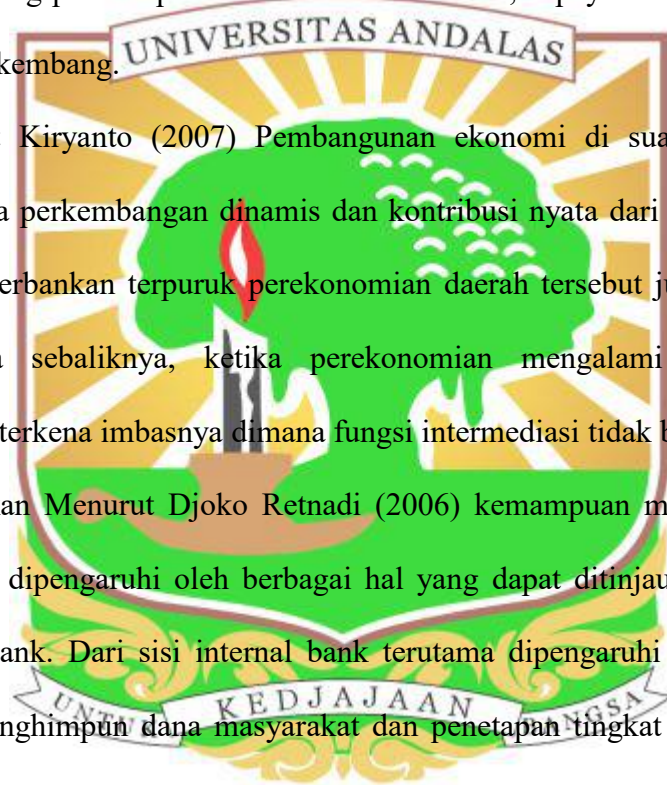 UNIVERSITAS ANDALAS
kembang.
Kiryanto (2007) Pembangunan ekonomi di sua
perkembangan dinamis dan kontribusi nyata dari
erbankan terpuruk perekonomian daerah tersebut ju
sebaliknya, ketika perekonomian mengalami
terkena imbasnya dimana fungsi intermediasi tidak b
an Menurut Djoko Retnadi (2006) kemampuan m
dipengaruhi oleh berbagai hal yang dapat ditinjau
ank. Dari sisi internal bank terutama dipengaruhi
nghimpun dana masyarakat dan penetapan tingkat
UNTUK KEDJAJAAN BANGSA